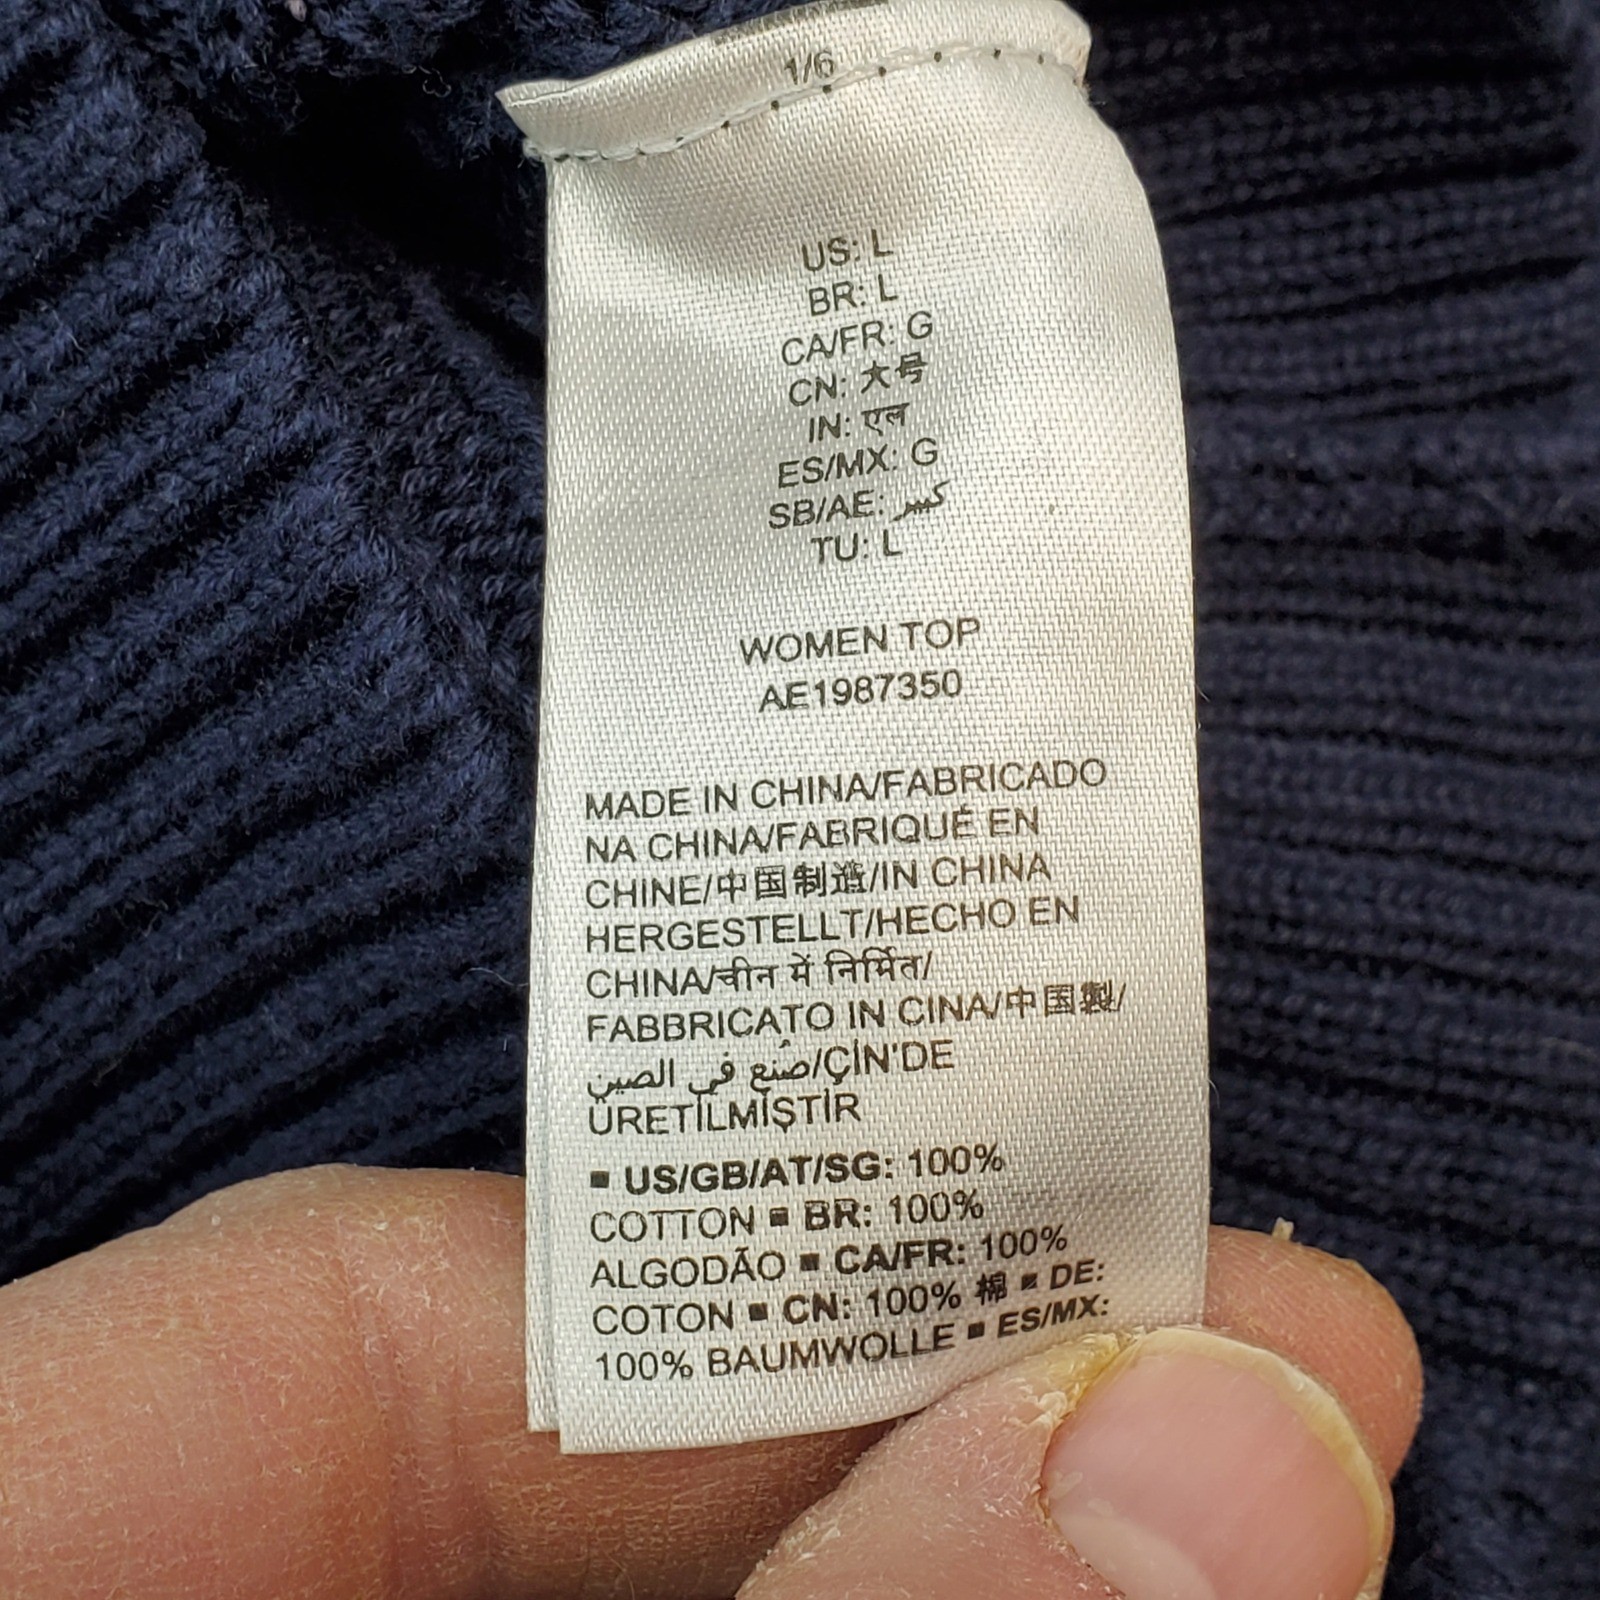 1/6
US: L
BR: L
CA/FR: G
CN: 大号
IN: एल
ES/MX: G
SB/AE: كبير
TU: L
WOMEN TOP
AE1987350
MADE IN CHINA/FABRICADO
NA CHINA/FABRIQUÉ EN
CHINE/中国制造/IN CHINA
HERGESTELLT/HECHO EN
CHINA/चीन में निर्मित/
FABBRICATO IN CINA/中国製/
صُنع في الصين/ÇİN'DE
ÜRETİLMİŞTİR
▪ US/GB/AT/SG: 100%
COTTON ▪ BR: 100%
ALGODÃO ▪ CA/FR: 100%
COTON ▪ CN: 100% 棉 ▪ DE:
100% BAUMWOLLE ▪ ES/MX: